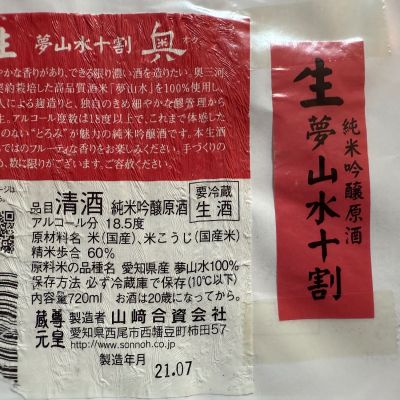 生 夢山水十割 奥 オク
やかな香りがあり、できる限り濃い酒を造りたい。奥三河
契約栽培した高品質酒米「夢山水」を100%使用し、
人による麹造りと、独自のきめ細やかな醪管理から
生。アルコール度数は18度以上で、これまで体感した
のない“とろみ”が魅力の純米吟醸酒です。本生酒
ではのフルーティな香りをお楽しみください。手づくりの
め、数に限りがございます。ご容赦ください。
品目 清酒 純米吟醸原酒
要冷蔵
生酒
アルコール分 18.5度
原材料名 米(国産)、米こうじ(国産米)
精米歩合 60%
原料米の品種名 愛知県産 夢山水100%
保存方法 必ず冷蔵庫で保存(10℃以下)
内容量720ml お酒は20歳になってから。
蔵元 尊皇 製造者 山﨑合資会社
愛知県西尾市西幡豆町柿田57
http://www.sonnoh.co.jp
製造年月 21.07
純米吟醸原酒
生 夢山水十割